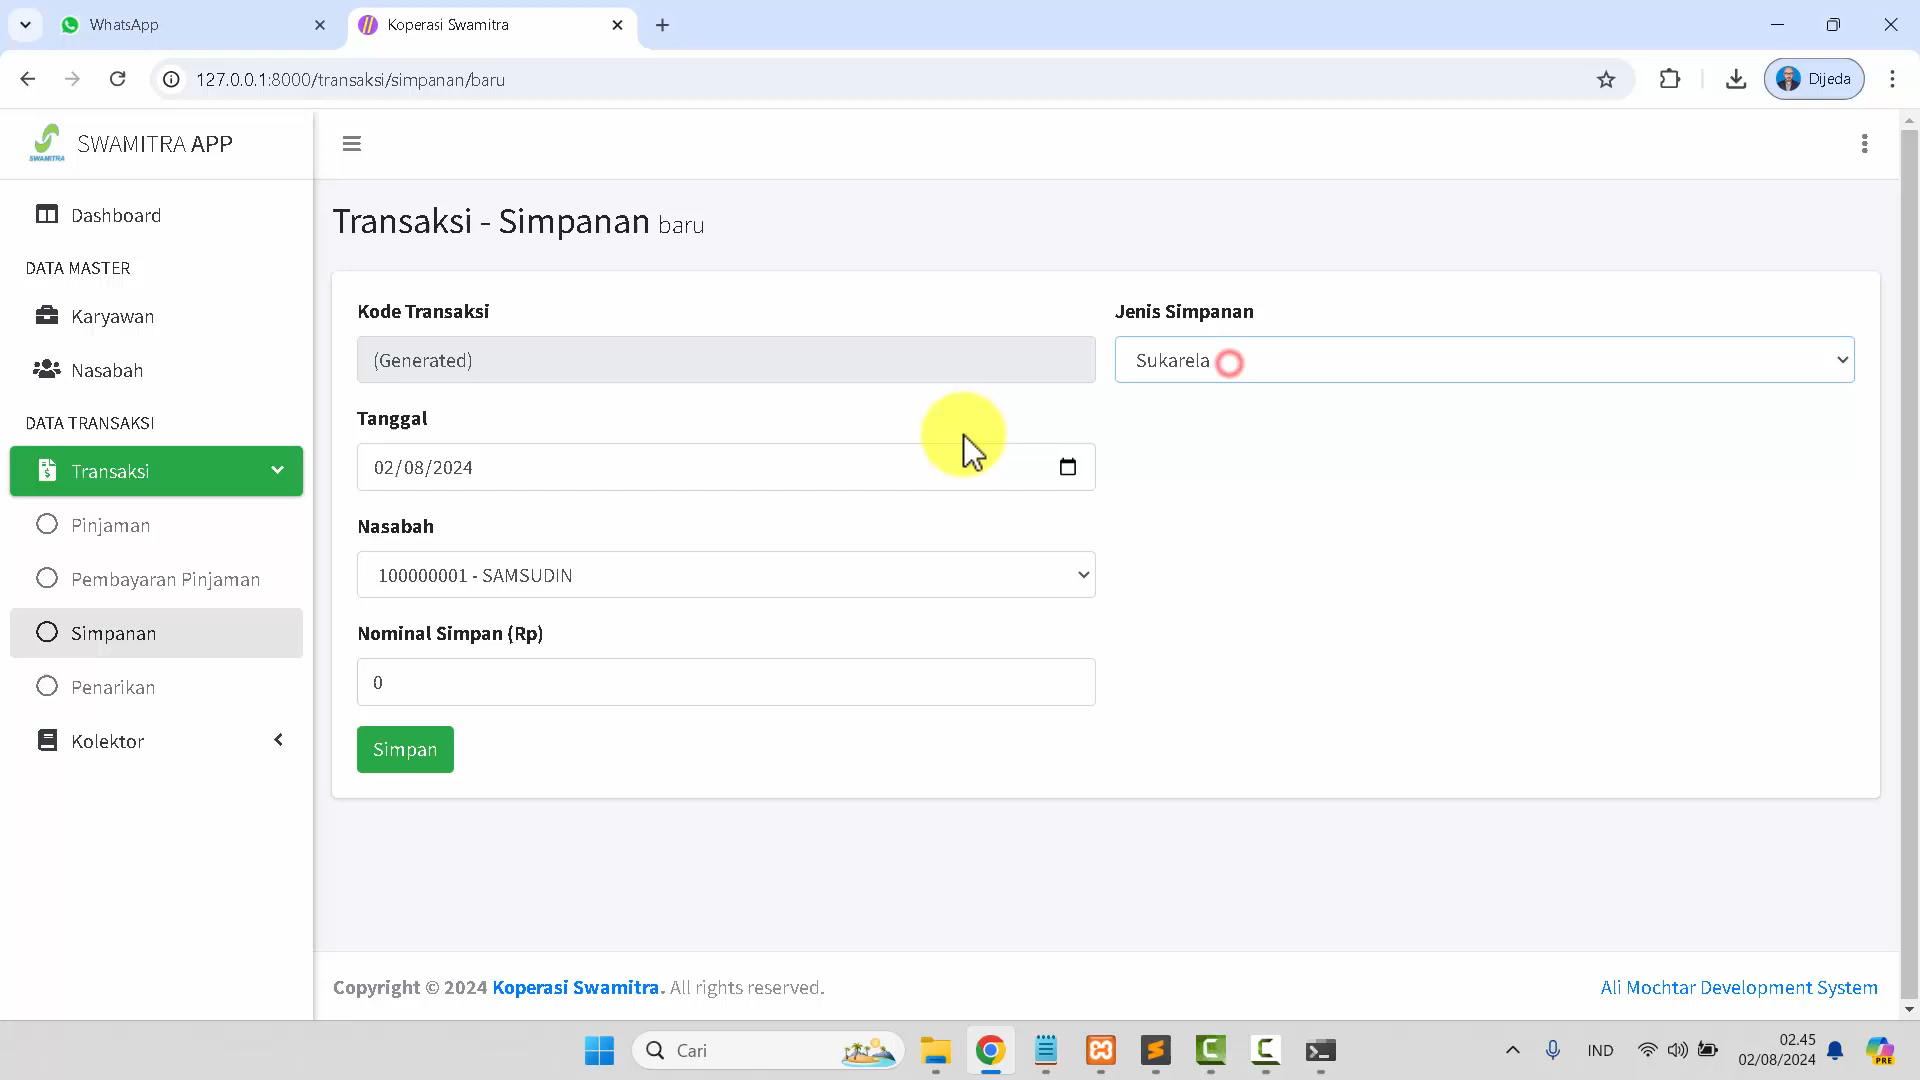 WhatsApp
Koperasi Swamitra
127.0.0.1:8000/transaksi/simpanan/baru
Dijeda
SWAMITRA
SWAMITRA APP
Dashboard
DATA MASTER
Karyawan
Nasabah
DATA TRANSAKSI
Transaksi
Pinjaman
Pembayaran Pinjaman
Simpanan
Penarikan
Kolektor
Transaksi - Simpanan baru
Kode Transaksi
(Generated)
Jenis Simpanan
Sukarela
Tanggal
02/08/2024
Nasabah
100000001 - SAMSUDIN
Nominal Simpan (Rp)
0
Simpan
Copyright © 2024 Koperasi Swamitra. All rights reserved.
Ali Mochtar Development System
Cari
IND
02.45
02/08/2024
PRE